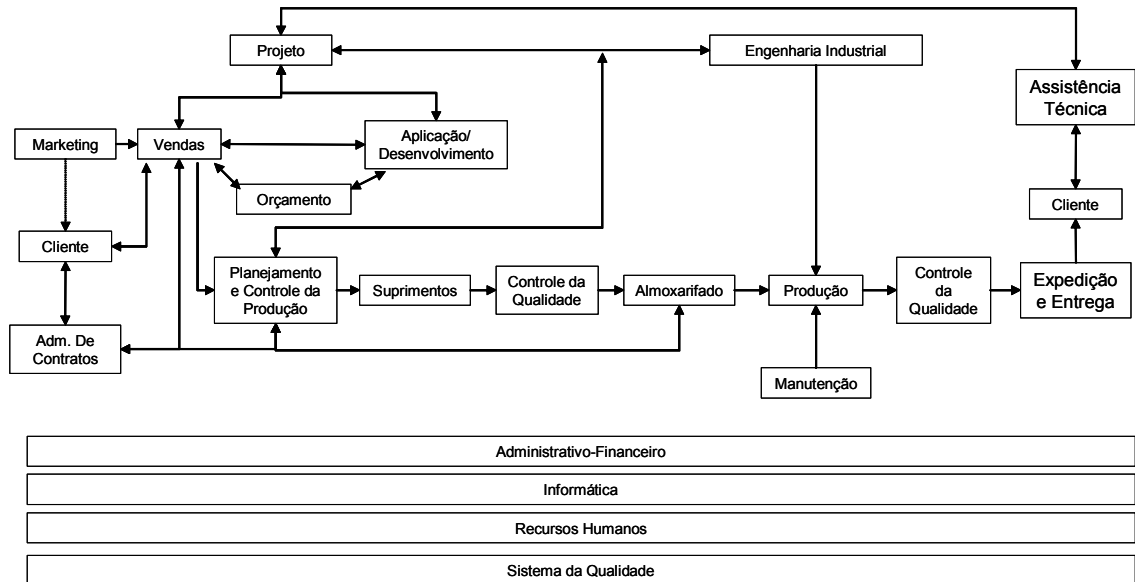 Projeto
Engenharia Industrial
Assistência
Técnica
Marketing
Vendas
Aplicação/
Desenvolvimento
Orçamento
Cliente
Cliente
Planejamento
e Controle da
Produção
Suprimentos
Controle da
Qualidade
Almoxarifado
Produção
Controle
da
Qualidade
Expedição
e Entrega
Adm. De
Contratos
Manutenção
Administrativo-Financeiro
Informática
Recursos Humanos
Sistema da Qualidade